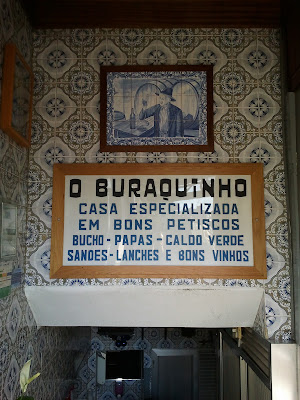 O BURAQUINHO
CASA ESPECIALIZADA
EM BONS PETISCOS
BUCHO - PAPAS - CALDO VERDE
SANDES - LANCHES E BONS VINHOS